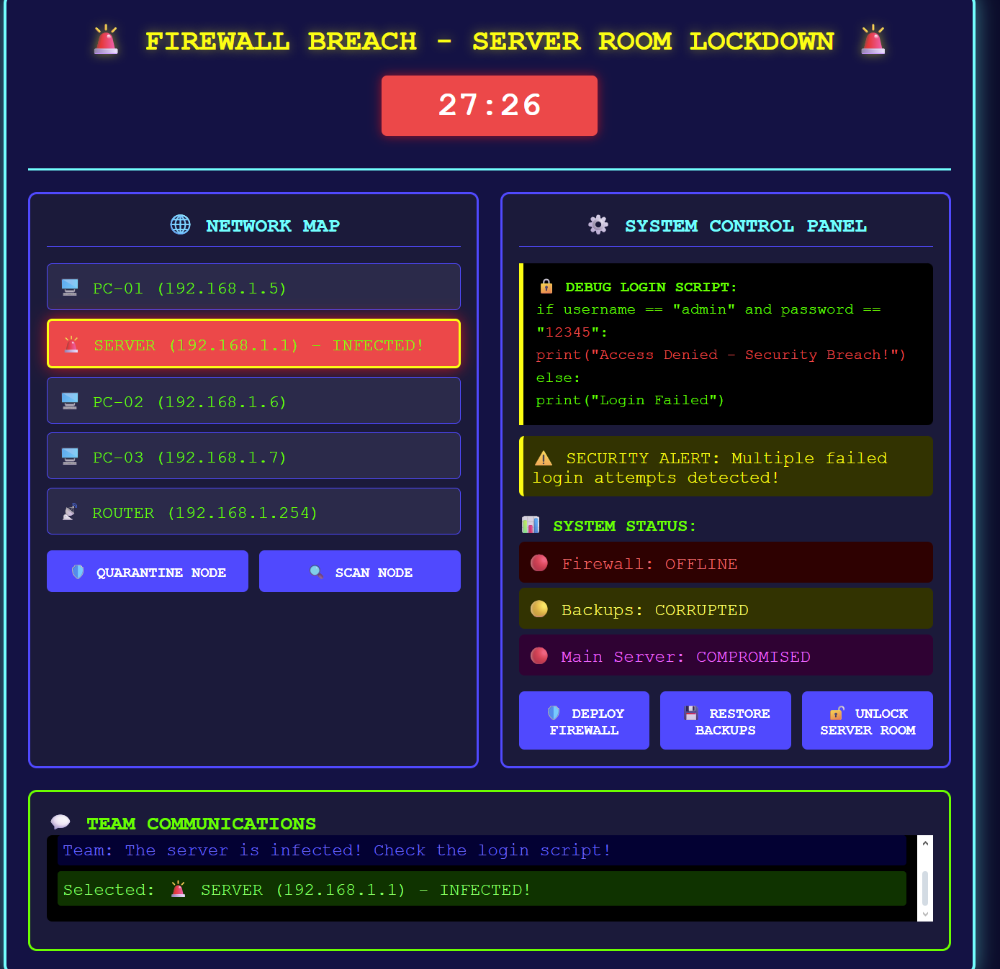 FIREWALL BREACH - SERVER ROOM LOCKDOWN
27:26
NETWORK MAP
PC-01 (192.168.1.5)
SERVER (192.168.1.1) - INFECTED!
PC-02 (192.168.1.6)
PC-03 (192.168.1.7)
ROUTER (192.168.1.254)
QUARANTINE NODE
SCAN NODE
SYSTEM CONTROL PANEL
DEBUG LOGIN SCRIPT:
if username == "admin" and password ==
"12345":
print("Access Denied - Security Breach!")
else:
print("Login Failed")
SECURITY ALERT: Multiple failed
login attempts detected!
SYSTEM STATUS:
Firewall: OFFLINE
Backups: CORRUPTED
Main Server: COMPROMISED
DEPLOY
FIREWALL
RESTORE
BACKUPS
UNLOCK
SERVER ROOM
TEAM COMMUNICATIONS
Team: The server is infected! Check the login script!
Selected: SERVER (192.168.1.1) - INFECTED!